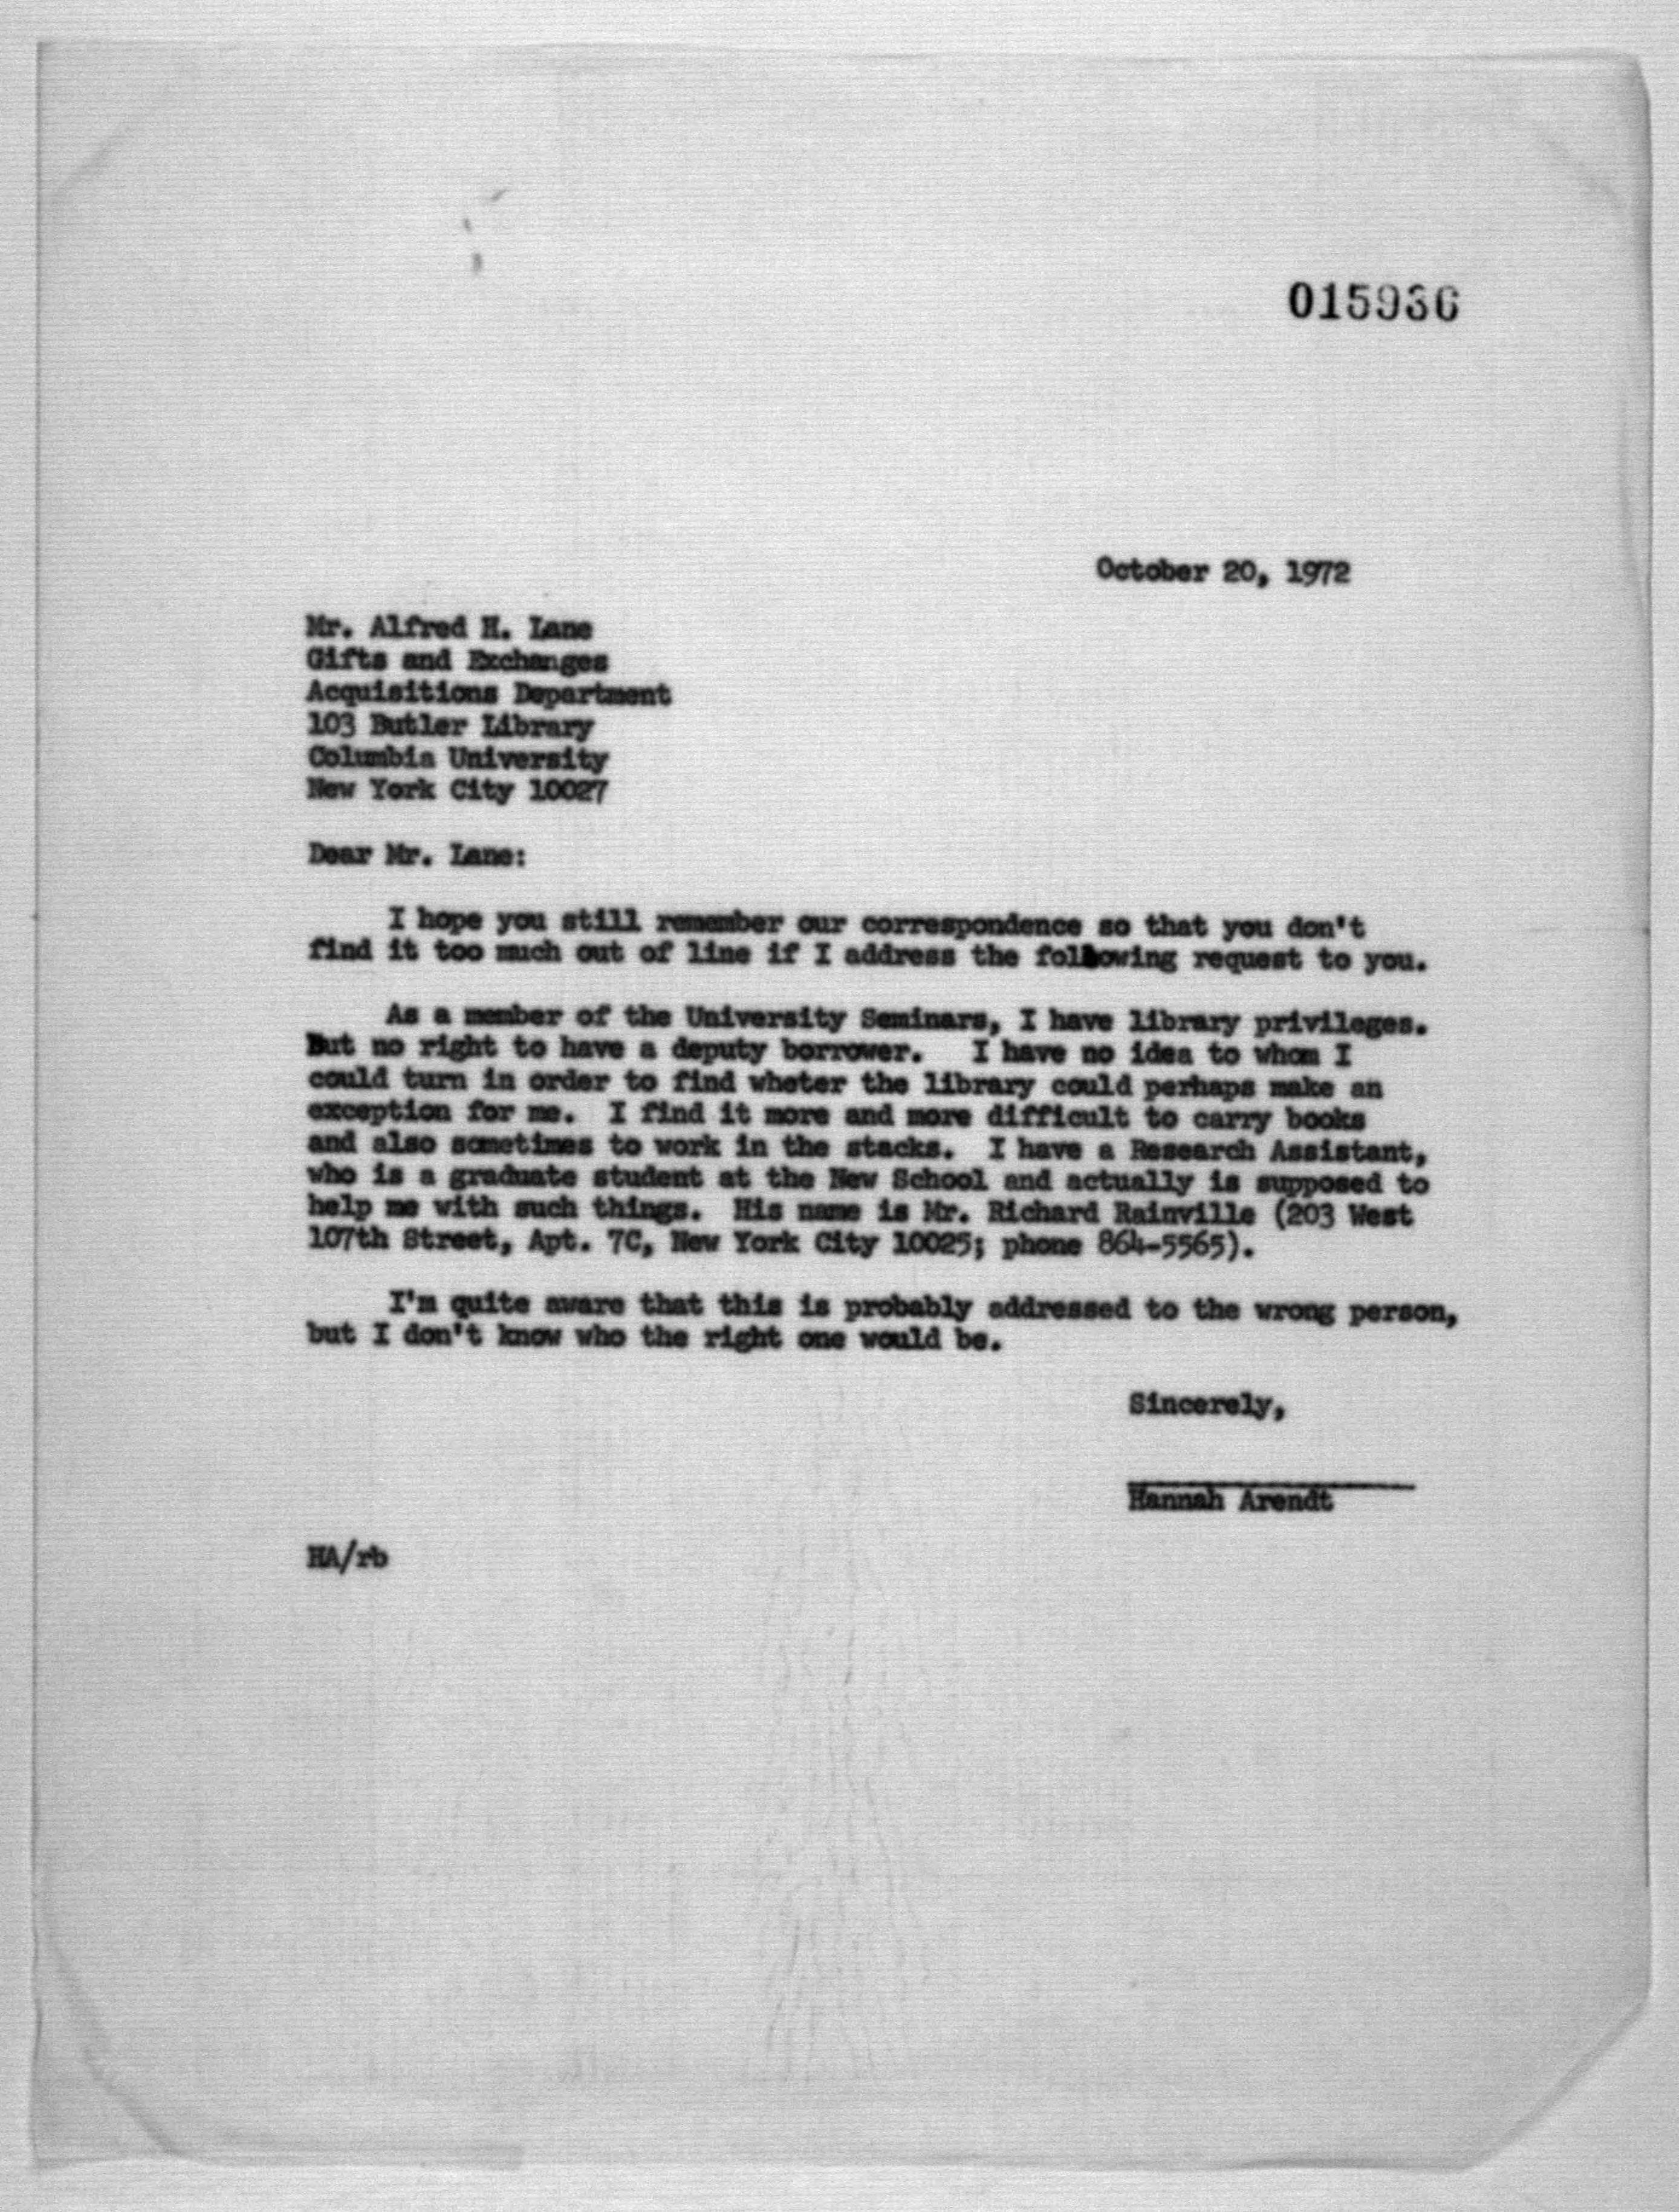 015936
October 20, 1972
Mr. Alfred H. Lane
Gifts and Exchanges
Acquisitions Department
103 Butler Library
Columbia University
New York City 10027
Dear Mr. Lane:
I hope you still remember our correspondence so that you don't
find it too much out of line if I address the following request to you.
As a member of the University Seminars, I have library privileges.
But no right to have a deputy borrower. I have no idea to whom I
could turn in order to find wheter the library could perhaps make an
exception for me. I find it more and more difficult to carry books
and also sometimes to work in the stacks. I have a Research Assistant,
who is a graduate student at the New School and actually is supposed to
help me with such things. His name is Mr. Richard Rainville (203 West
107th Street, Apt. 7C, New York City 10025; phone 864-5565).
I'm quite aware that this is probably addressed to the wrong person,
but I don't know who the right one would be.
Sincerely,
Hannah Arendt
HA/rb